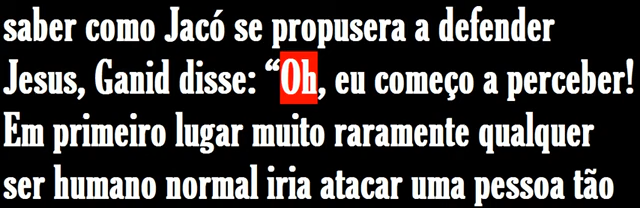 saber como Jacó se propusera a defender
Jesus, Ganid disse: “Oh, eu começo a perceber!
Em primeiro lugar muito raramente qualquer
ser humano normal iria atacar uma pessoa tão